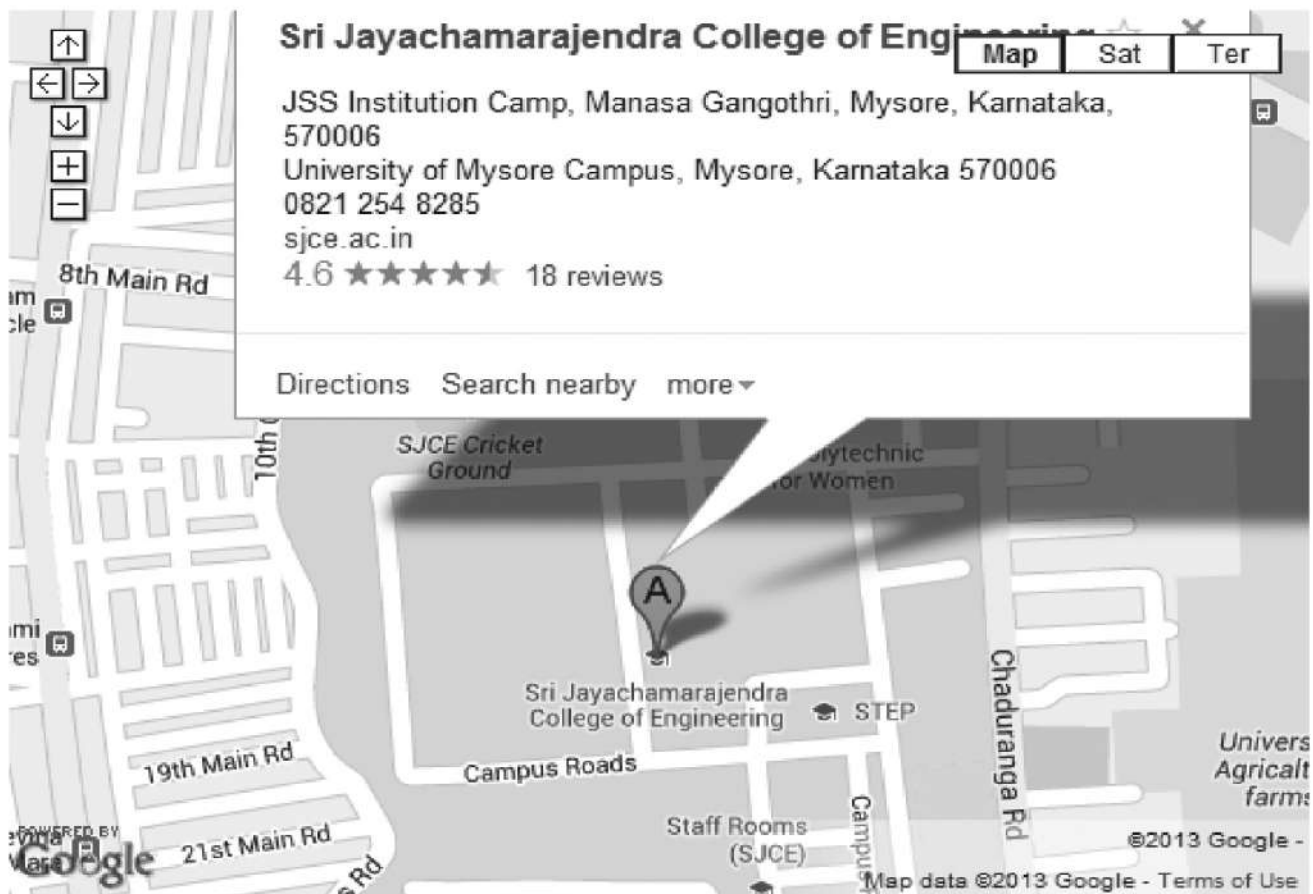 Sri Jayachamarajendra College of Engineering
Map Sat Ter
JSS Institution Camp, Manasa Gangothri, Mysore, Karnataka,
570006
University of Mysore Campus, Mysore, Karnataka 570006
0821 254 8285
sjce.ac.in
4.6 ★★★★★ 18 reviews
Directions Search nearby more
8th Main Rd
10th
SJCE Cricket
Ground
for Women
A
Sri Jayachamarajendra
College of Engineering
STEP
Chaduranga Rd
19th Main Rd
Campus Roads
21st Main Rd
Staff Rooms
(SJCE)
Campus
Rd
POWERED BY
Google
©2013 Google -
Map data ©2013 Google - Terms of Use